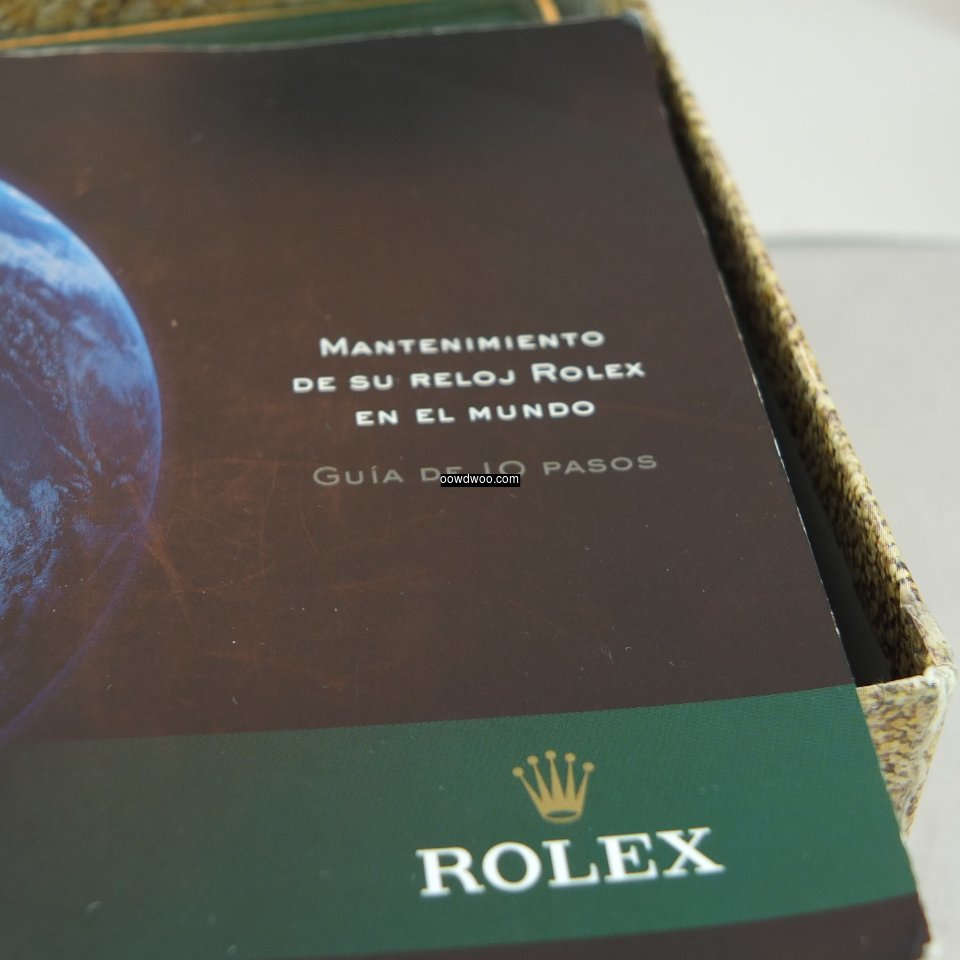 Mantenimiento
de su reloj Rolex
en el mundo
Guía de 10 pasos
oowdwoo.com
ROLEX